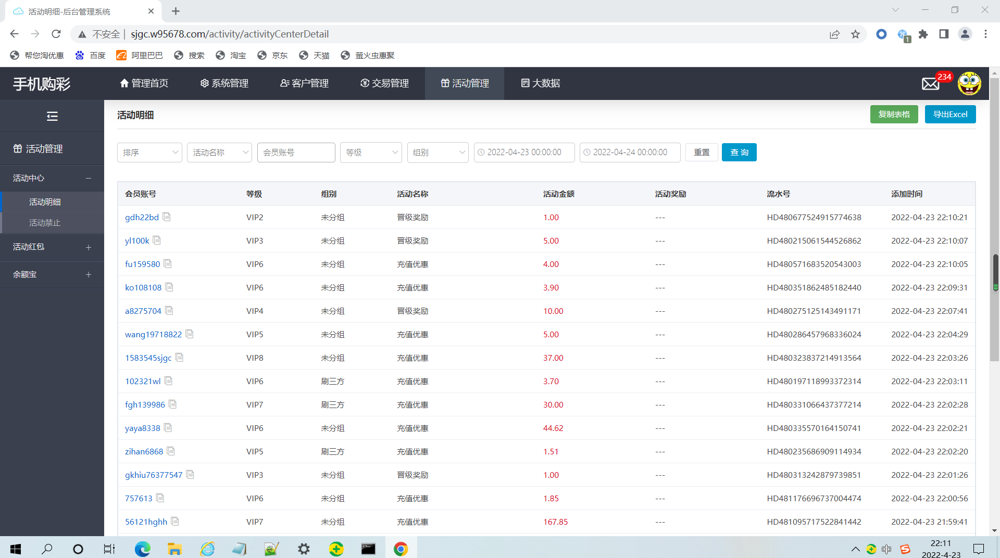 活动明细-后台管理系统
不安全 | sjgc.w95678.com/activity/activityCenterDetail
1
帮您淘优惠 百度 阿里巴巴 搜索 淘宝 京东 天猫 萤火虫惠聚
手机购彩 管理首页 系统管理 客户管理 交易管理 活动管理 大数据 234
活动明细 复制表格 导出Excel
活动管理
活动中心
活动明细
活动禁止
活动红包
余额宝
排序 活动名称 会员账号 等级 组别 2022-04-23 00:00:00 2022-04-24 00:00:00 重置 查 询
会员账号 等级 组别 活动名称 活动金额 活动奖励 流水号 添加时间
gdh22bd VIP2 未分组 晋级奖励 1.00 --- HD480677524915774638 2022-04-23 22:10:21
yl100k VIP3 未分组 晋级奖励 5.00 --- HD480215061544526862 2022-04-23 22:10:07
fu159580 VIP6 未分组 充值优惠 4.00 --- HD480571683520543003 2022-04-23 22:10:05
ko108108 VIP6 未分组 充值优惠 3.90 --- HD480351862485182440 2022-04-23 22:09:31
a8275704 VIP4 未分组 晋级奖励 10.00 --- HD480275125143491171 2022-04-23 22:07:41
wang19718822 VIP5 未分组 充值优惠 5.00 --- HD480286457968336024 2022-04-23 22:04:29
1583545sjgc VIP8 未分组 充值优惠 37.00 --- HD480323837214913564 2022-04-23 22:03:26
102321wl VIP6 刷三方 充值优惠 3.70 --- HD480197118993372314 2022-04-23 22:03:11
fgh139986 VIP7 刷三方 充值优惠 30.00 --- HD480331066437377214 2022-04-23 22:02:28
yaya8338 VIP6 未分组 充值优惠 44.62 --- HD480335570164150741 2022-04-23 22:02:21
zihan6868 VIP5 刷三方 充值优惠 1.51 --- HD480235686909114934 2022-04-23 22:02:20
gkhiu76377547 VIP3 未分组 晋级奖励 1.00 --- HD480313242879739851 2022-04-23 22:01:26
757613 VIP6 未分组 充值优惠 1.85 --- HD481176696737004474 2022-04-23 22:00:56
56121hghh VIP7 未分组 充值优惠 167.85 --- HD481095717522841442 2022-04-23 21:59:41
中 22:11
2022-4-23